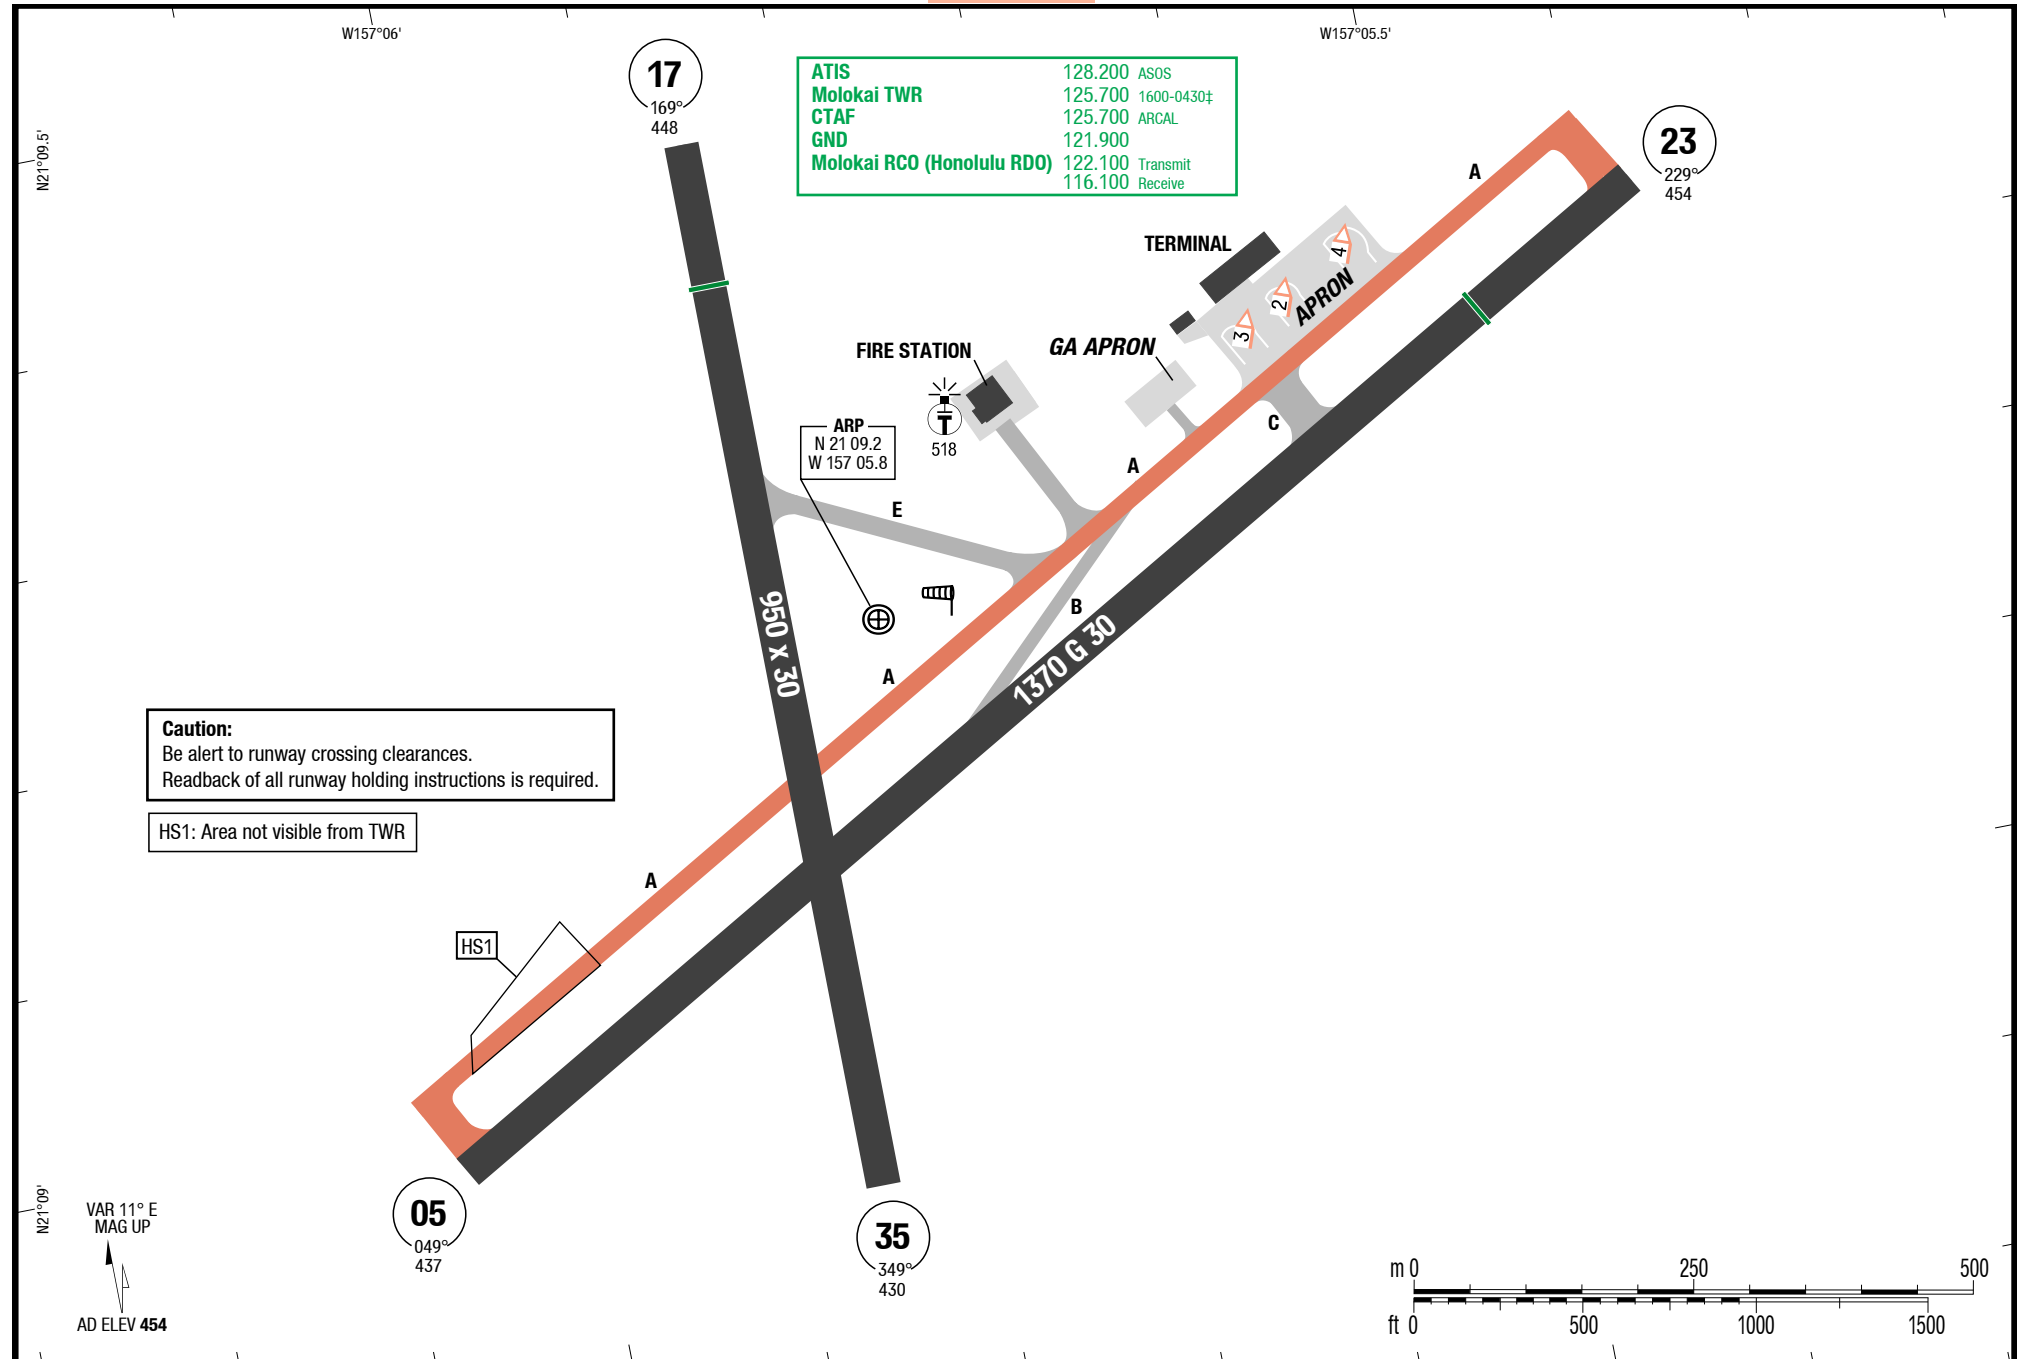 W157°06'
W157°05.5'
N21°09.5'
N21°09'
17
169°
448
ATIS 128.200 ASOS
Molokai TWR 125.700 1600-0430‡
CTAF 125.700 ARCAL
GND 121.900
Molokai RCO (Honolulu RDO) 122.100 Transmit
116.100 Receive
23
229°
454
A
TERMINAL
4
2
3
APRON
FIRE STATION
GA APRON
518
ARP
N 21 09.2
W 157 05.8
C
A
E
B
950 x 30
1370 G 30
A
Caution:
Be alert to runway crossing clearances.
Readback of all runway holding instructions is required.
HS1: Area not visible from TWR
A
HS1
05
049°
437
35
349°
430
VAR 11° E
MAG UP
AD ELEV 454
m 0 250 500
ft 0 500 1000 1500